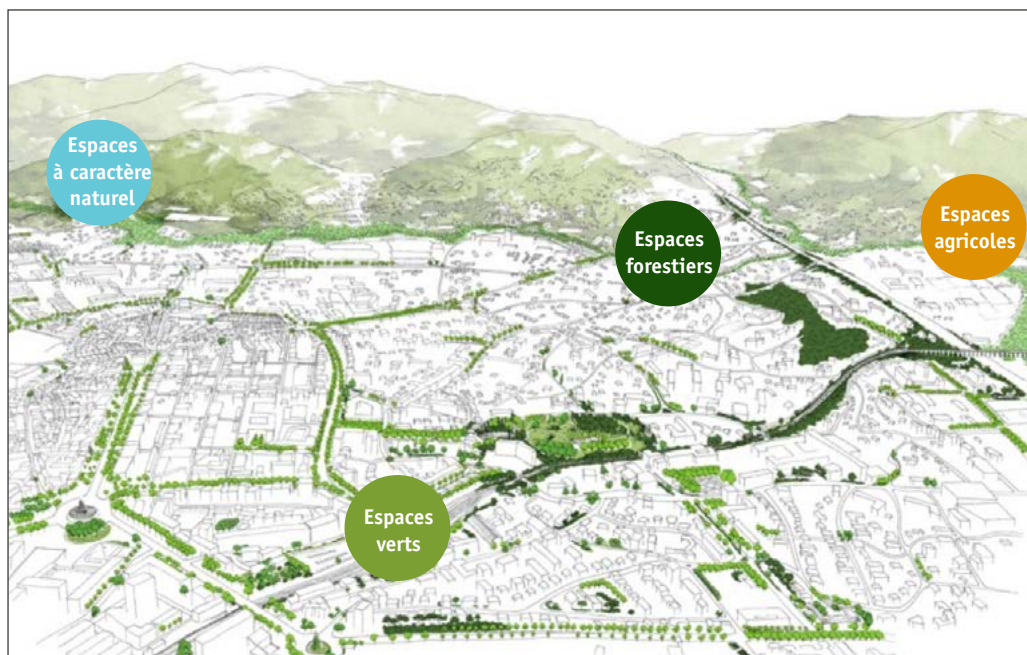 Espaces
à caractère
naturel
Espaces
forestiers
Espaces
agricoles
Espaces
verts